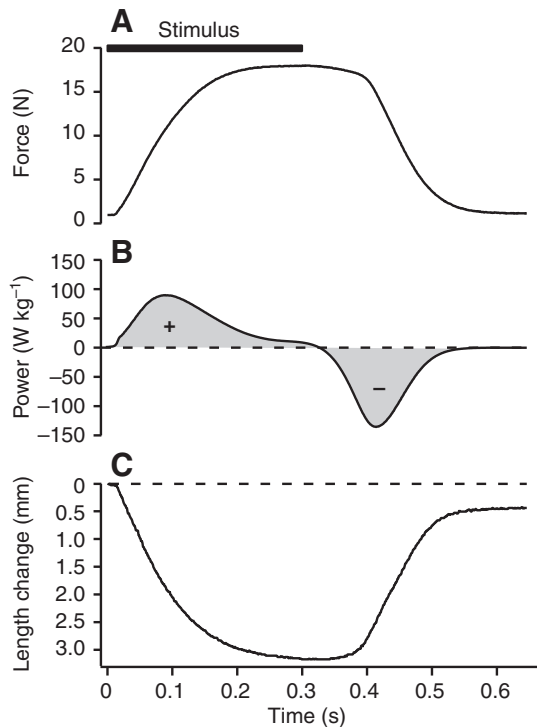 A
Stimulus
20
15
10
5
0
Force (N)
B
150
100
50
0
–50
–100
–150
Power (W kg–1)
+
–
C
0
0.5
1.0
1.5
2.0
2.5
3.0
Length change (mm)
0 0.1 0.2 0.3 0.4 0.5 0.6
Time (s)